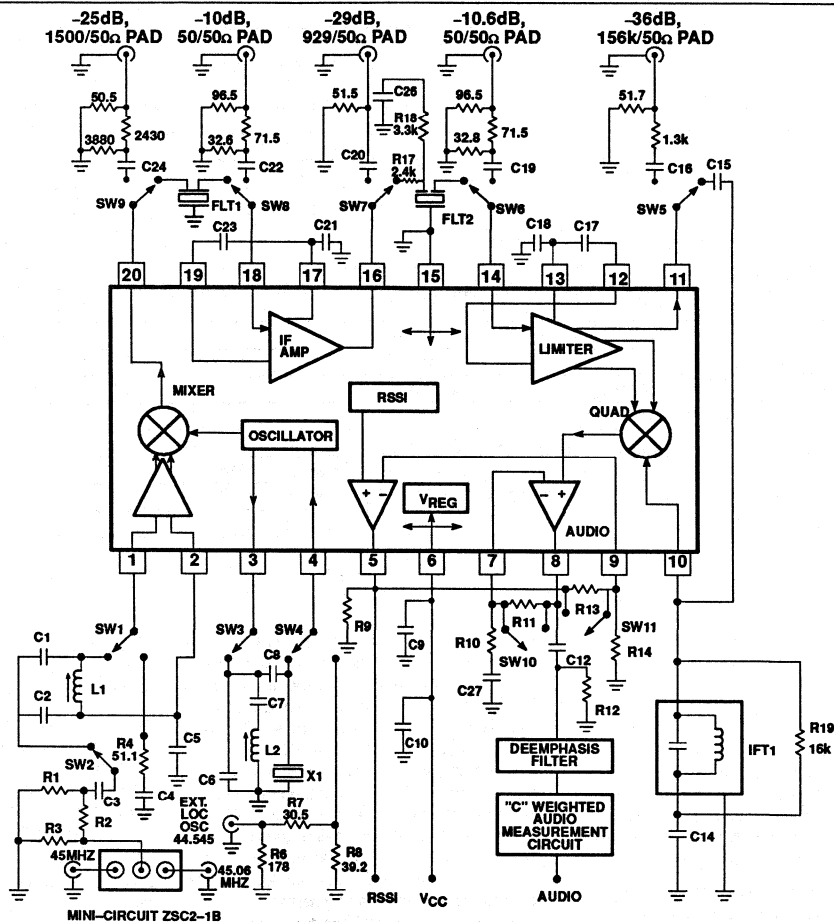 –25dB,
1500/50Ω PAD
–10dB,
50/50Ω PAD
–29dB,
929/50Ω PAD
–10.6dB,
50/50Ω PAD
–36dB,
156k/50Ω PAD
50.5
2430
3880
C24
96.5
71.5
32.6
C22
51.5
C26
R18
3.3k
C20
R17
2.4k
96.5
71.5
32.8
C19
51.7
1.3k
C16
C15
SW9
FLT1
SW8
SW7
FLT2
SW6
SW5
C23
C21
C18
C17
20
19
18
17
16
15
14
13
12
11
IF
AMP
LIMITER
MIXER
RSSI
QUAD
OSCILLATOR
+ –
VREG
– +
AUDIO
1
2
3
4
5
6
7
8
9
10
SW1
SW3
SW4
R9
R11
R13
SW11
R14
C1
L1
C2
C8
C7
C9
R10
SW10
C12
C27
R12
R4
51.1
C5
L2
C10
R19
16k
IFT1
SW2
C6
X1
DEEMPHASIS
FILTER
R1
C3
C4
R2
EXT.
LOC
OSC
44.545
R7
30.5
"C" WEIGHTED
AUDIO
MEASUREMENT
CIRCUIT
C14
R3
45MHZ
45.06
MHZ
R6
178
R8
39.2
RSSI
VCC
AUDIO
MINI–CIRCUIT ZSC2–1B